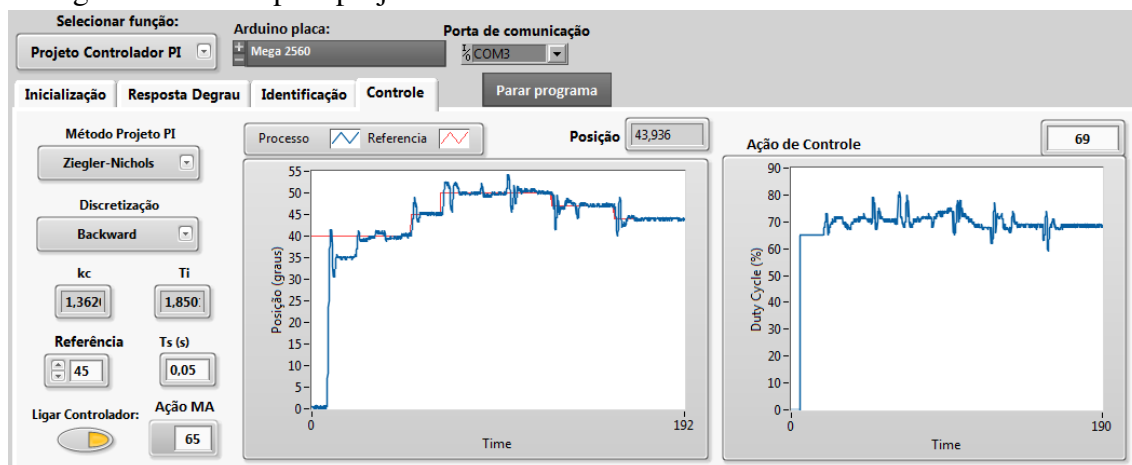 Selecionar função:
Projeto Controlador PI
Arduino placa:
Mega 2560
Porta de comunicação
COM3
Inicialização
Resposta Degrau
Identificação
Controle
Parar programa
Método Projeto PI
Ziegler-Nichols
Discretização
Backward
kc
Ti
1,362
1,850
Referência
Ts (s)
45
0,05
Ligar Controlador:
Ação MA
65
Processo
Referencia
Posição
43,936
Posição (graus)
55
50
45
40
35
30
25
20
15
10
5
0
0
192
Time
Ação de Controle
69
Duty Cycle (%)
90
80
70
60
50
40
30
20
10
0
0
190
Time